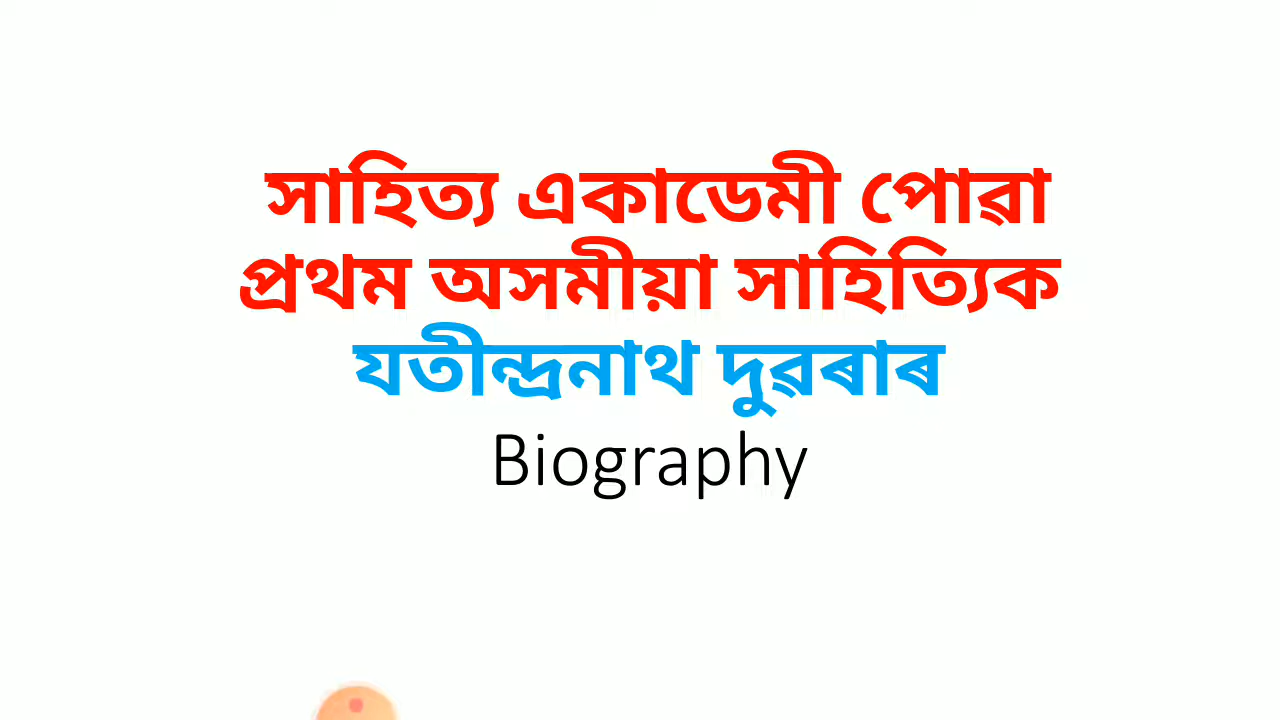 সাহিত্য একাডেমী পোৱা
প্ৰথম অসমীয়া সাহিত্যিক
যতীন্দ্ৰনাথ দুৱৰাৰ
Biography